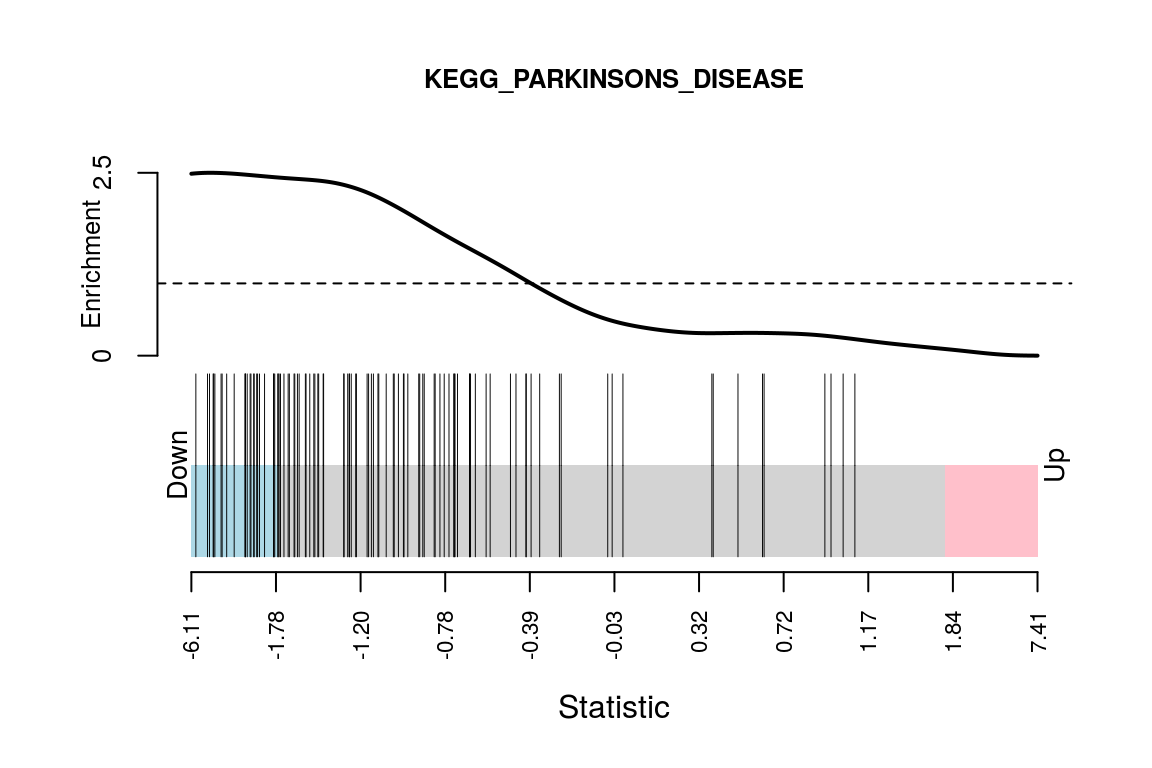 KEGG_PARKINSONS_DISEASE
Enrichment
2.5
0
Down
Up
-6.11 -1.78 -1.20 -0.78 -0.39 -0.03 0.32 0.72 1.17 1.84 7.41
Statistic